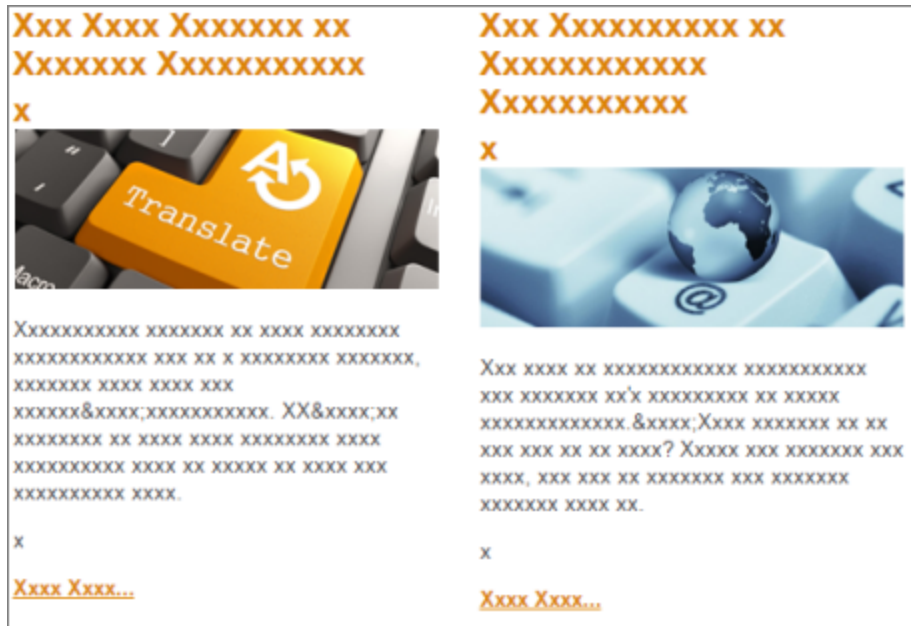 Xxx Xxxx Xxxxxxx xx
Xxxxxxx Xxxxxxxxxxx
x
"
'
]
A
Translate
Macro
In
Xxxxxxxxxxx xxxxxxx xx xxxx xxxxxxxx
xxxxxxxxxxxx xxx xx x xxxxxxxx xxxxxxx,
xxxxxxx xxxx xxxx xxx
xxxxxx&xxxx;xxxxxxxxxxx. XX&xxxx;xx
xxxxxxxx xx xxxx xxxx xxxxxxxx xxxx
xxxxxxxxxx xxxx xx xxxxx xx xxxx xxx
xxxxxxxxxx xxxx.
x
Xxxx Xxxx...
Xxx Xxxxxxxxxxx xx
Xxxxxxxxxxxx
Xxxxxxxxxxx
x
@
Xxx xxxx xx xxxxxxxxxxxx xxxxxxxxxxx
xxx xxxxxxx xx'x xxxxxxxxx xx xxxxx
xxxxxxxxxxxxx.&xxxx;Xxxx xxxxxxx xx xx
xxx xxx xx xx xxxx? Xxxxx xxx xxxxxxx xxx
xxxx, xxx xxx xx xxxxxxx xxx xxxxxxx
xxxxxxx xxxx xx.
x
Xxxx Xxxx...